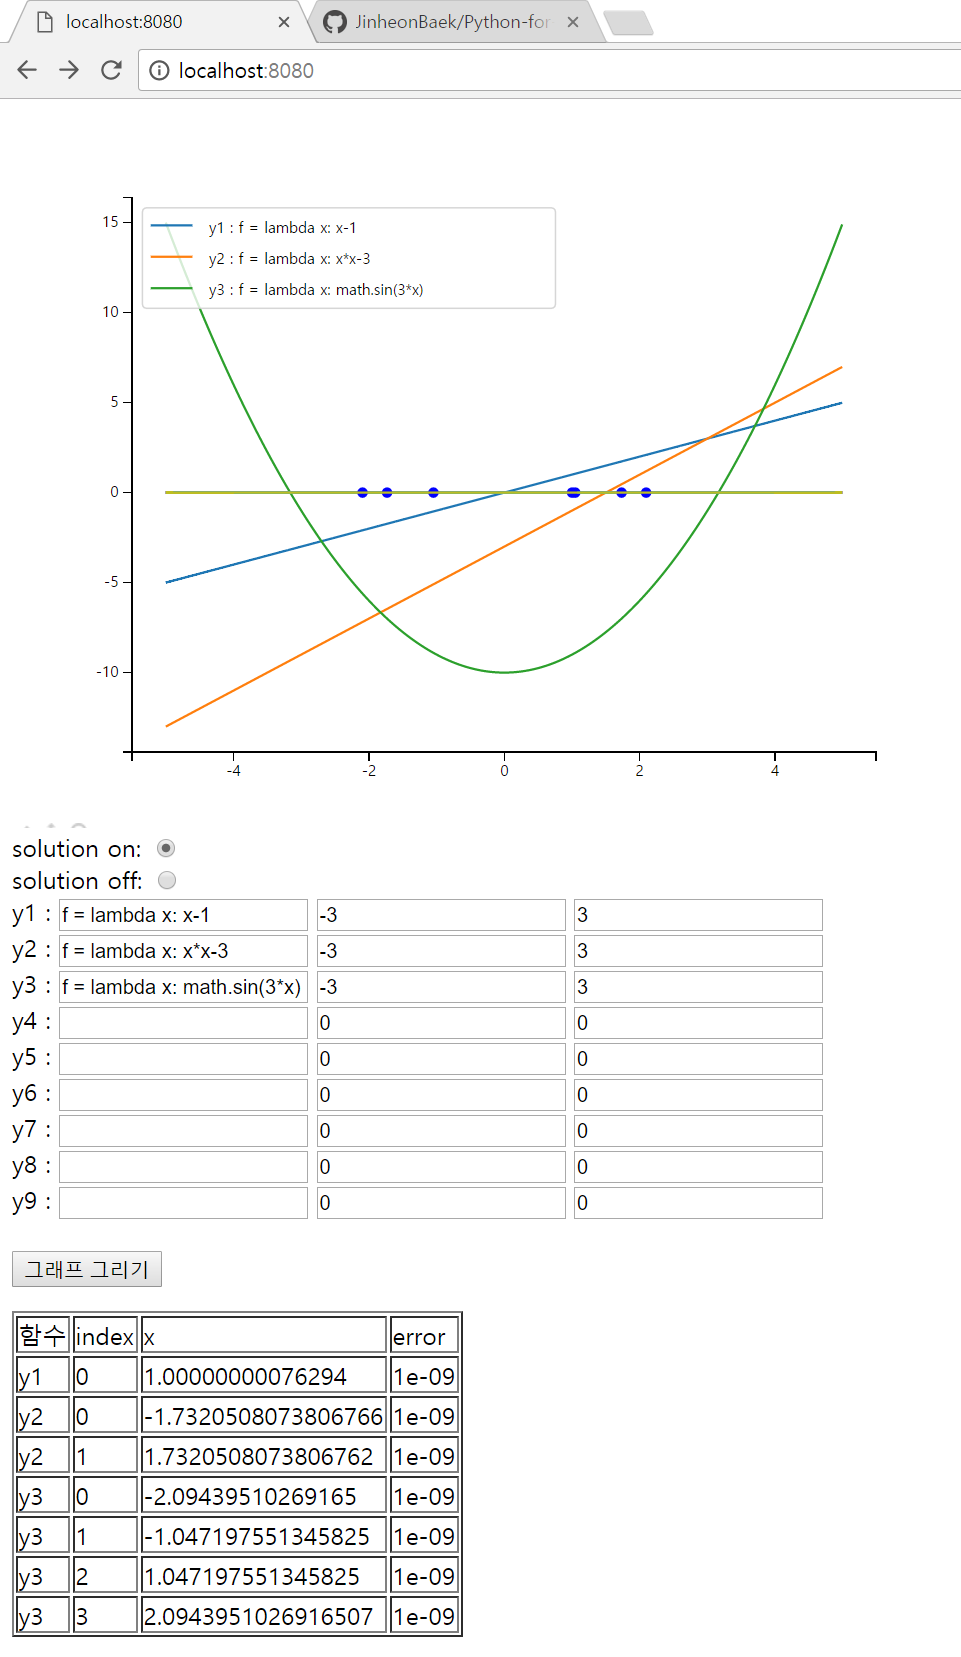 localhost:8080
JinheonBaek/Python-for
localhost:8080
15
10
5
0
-5
-10
y1 : f = lambda x: x-1
y2 : f = lambda x: x*x-3
y3 : f = lambda x: math.sin(3*x)
-4 -2 0 2 4
solution on:
solution off:
y1 : f = lambda x: x-1 -3 3
y2 : f = lambda x: x*x-3 -3 3
y3 : f = lambda x: math.sin(3*x) -3 3
y4 : 0 0
y5 : 0 0
y6 : 0 0
y7 : 0 0
y8 : 0 0
y9 : 0 0
그래프 그리기
함수 index x error
y1 0 1.00000000076294 1e-09
y2 0 -1.7320508073806766 1e-09
y2 1 1.7320508073806762 1e-09
y3 0 -2.09439510269165 1e-09
y3 1 -1.047197551345825 1e-09
y3 2 1.047197551345825 1e-09
y3 3 2.0943951026916507 1e-09